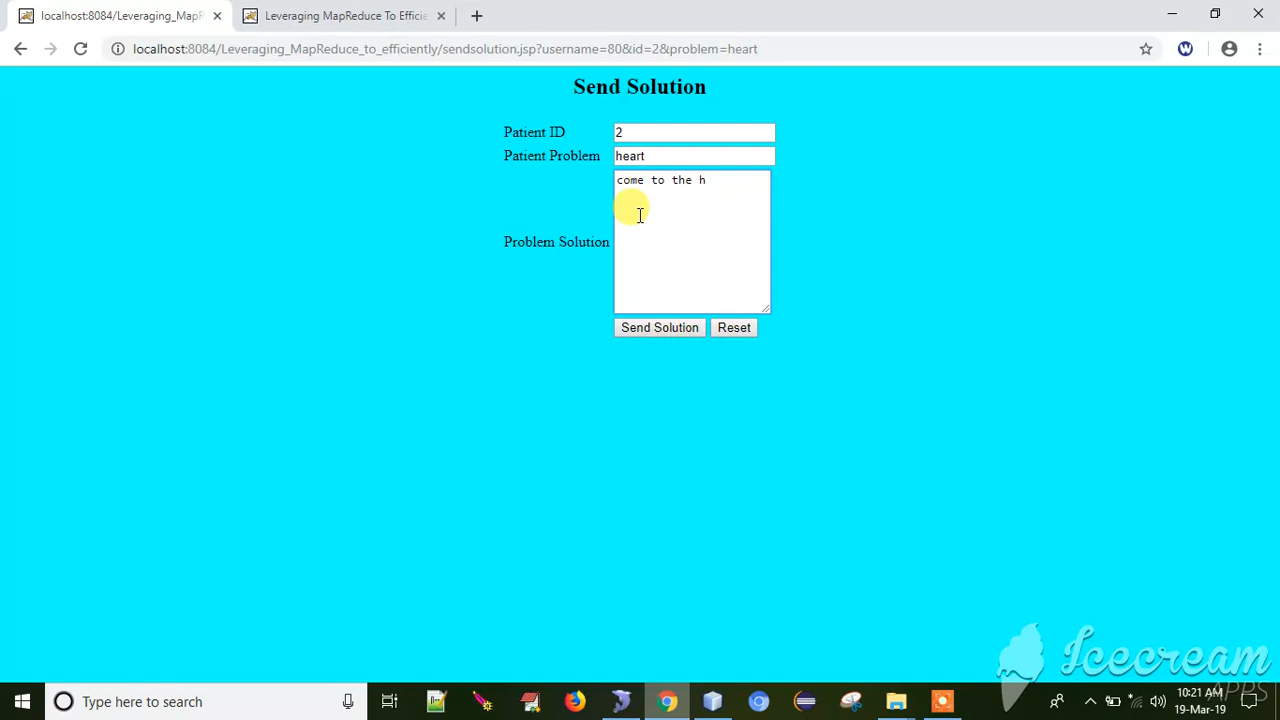 localhost:8084/Leveraging_MapR
Leveraging MapReduce To Efficie
localhost:8084/Leveraging_MapReduce_to_efficiently/sendsolution.jsp?username=80&id=2&problem=heart
Send Solution
Patient ID 2
Patient Problem heart
come to the h
Problem Solution
Send Solution Reset
Icecream
APPS
Type here to search
10:21 AM
19-Mar-19